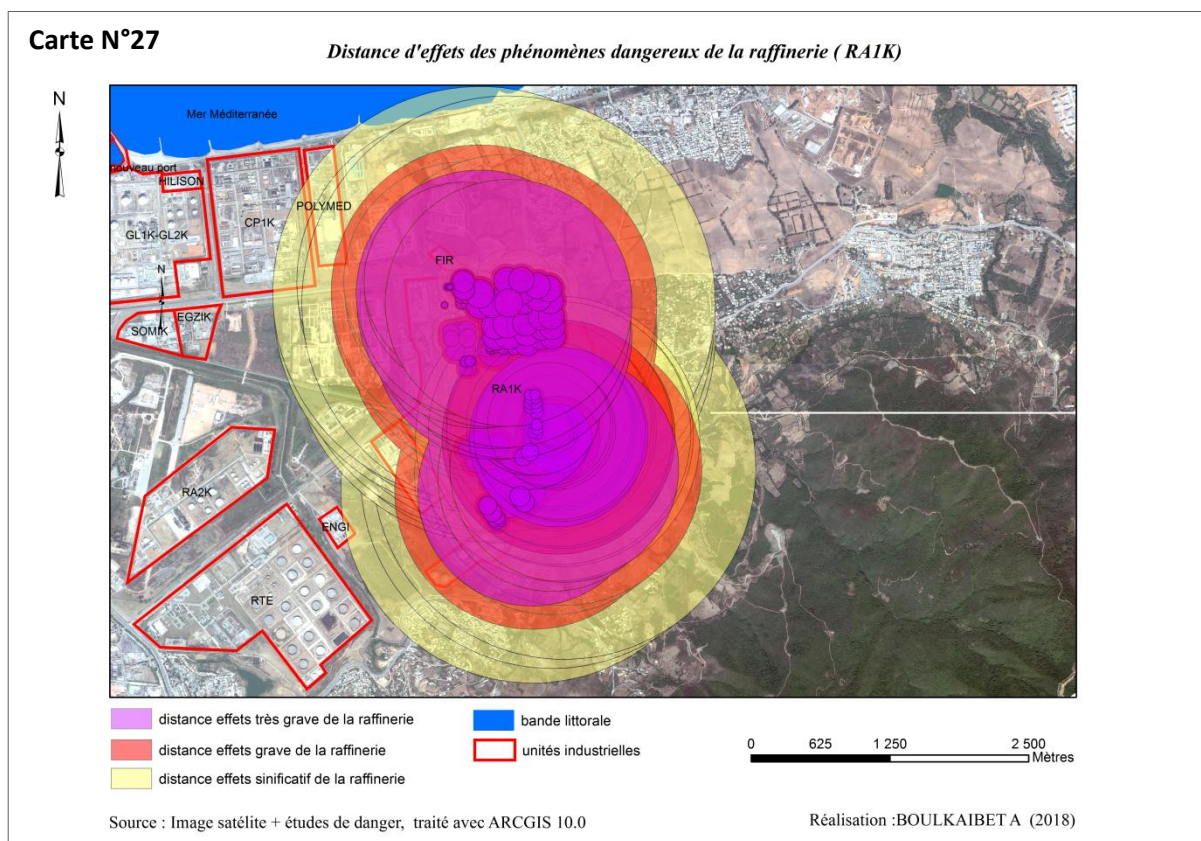 Carte N°27
Distance d'effets des phénomènes dangereux de la raffinerie ( RA1K)
N
Mer Méditerranée
nouveau port
HILISON
POLYMED
CP1K
GL1K-GL2K
FIR
N
EGZIK
SOMIK
RA1K
RA2K
ENGI
RTE
distance effets très grave de la raffinerie
bande littorale
distance effets grave de la raffinerie
unités industrielles
distance effets sinificatif de la raffinerie
0 625 1 250 2 500
Mètres
Source : Image satélite + études de danger, traité avec ARCGIS 10.0
Réalisation :BOULKAIBET A (2018)